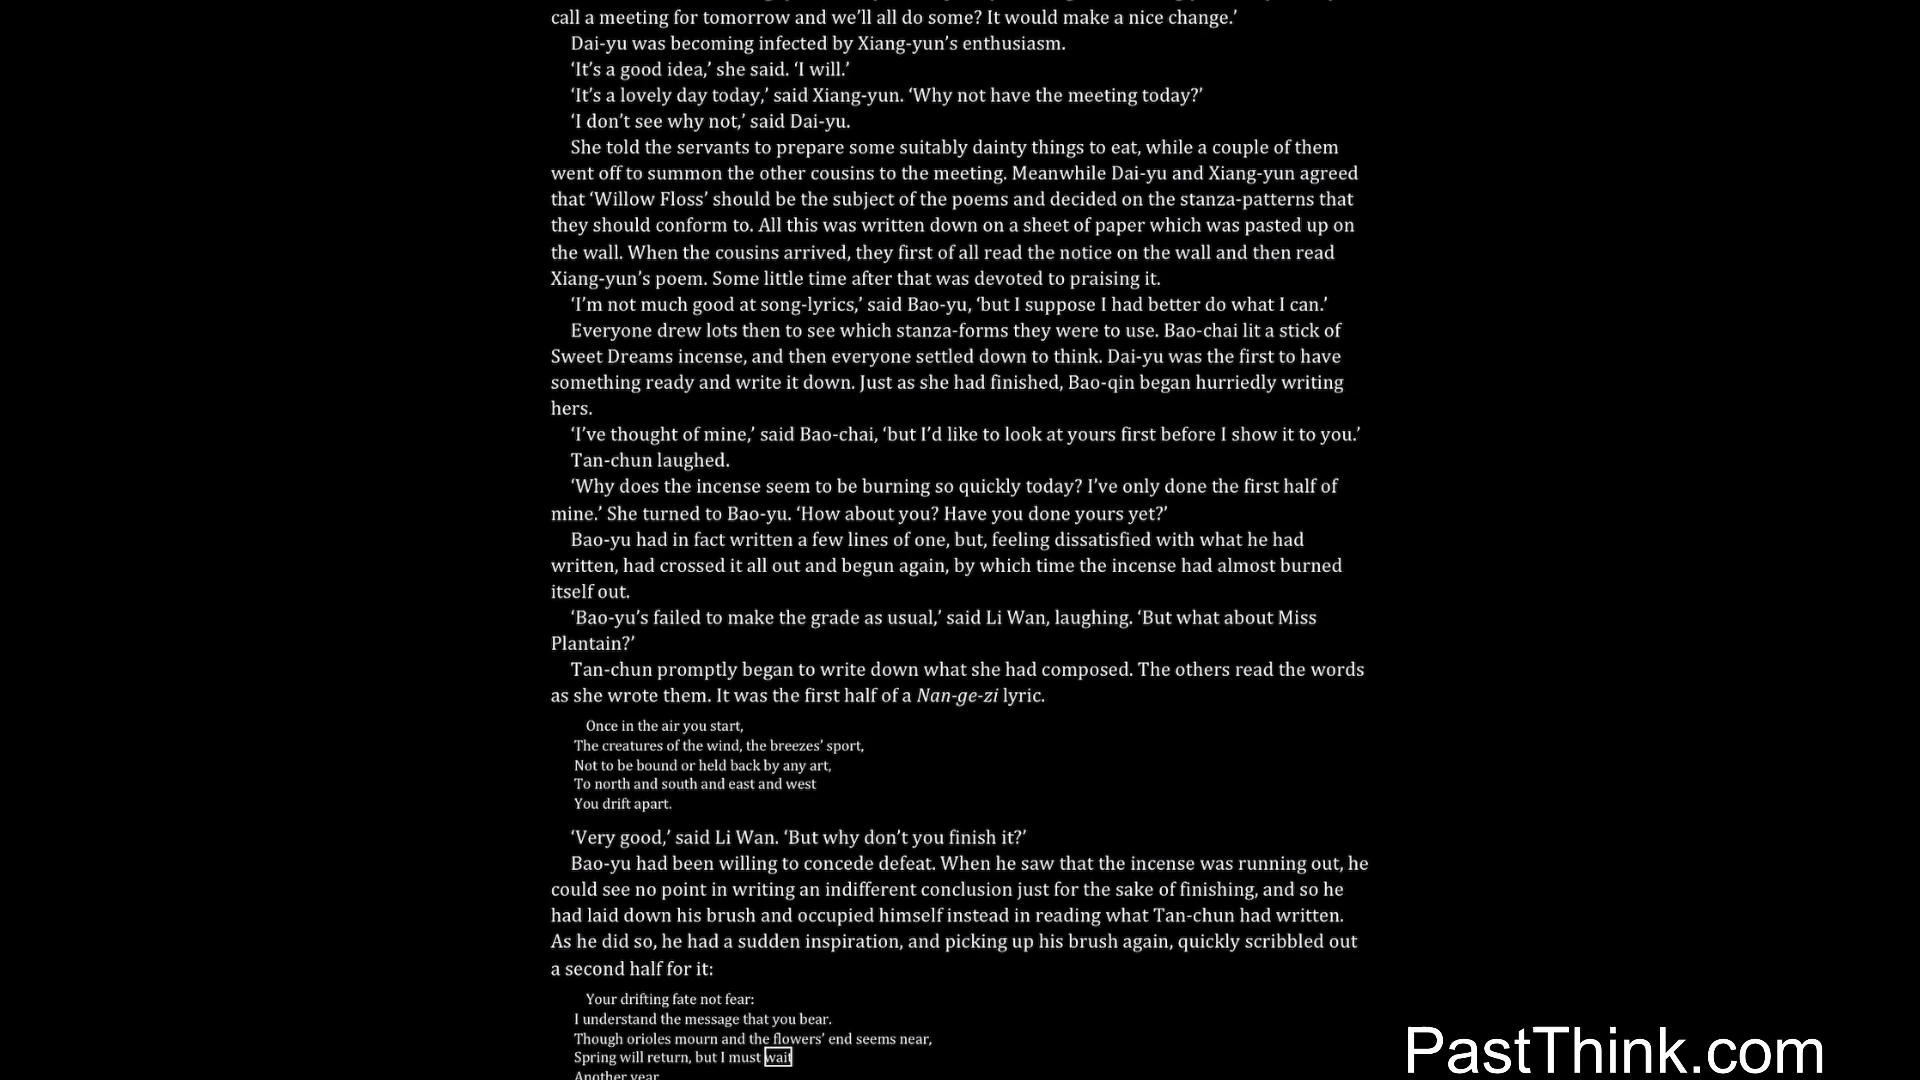 call a meeting for tomorrow and we’ll all do some? It would make a nice change.’
Dai-yu was becoming infected by Xiang-yun’s enthusiasm.
‘It’s a good idea,’ she said. ‘I will.’
‘It’s a lovely day today,’ said Xiang-yun. ‘Why not have the meeting today?’
‘I don’t see why not,’ said Dai-yu.
She told the servants to prepare some suitably dainty things to eat, while a couple of them
went off to summon the other cousins to the meeting. Meanwhile Dai-yu and Xiang-yun agreed
that ‘Willow Floss’ should be the subject of the poems and decided on the stanza-patterns that
they should conform to. All this was written down on a sheet of paper which was pasted up on
the wall. When the cousins arrived, they first of all read the notice on the wall and then read
Xiang-yun’s poem. Some little time after that was devoted to praising it.
‘I’m not much good at song-lyrics,’ said Bao-yu, ‘but I suppose I had better do what I can.’
Everyone drew lots then to see which stanza-forms they were to use. Bao-chai lit a stick of
Sweet Dreams incense, and then everyone settled down to think. Dai-yu was the first to have
something ready and write it down. Just as she had finished, Bao-qin began hurriedly writing
hers.
‘I’ve thought of mine,’ said Bao-chai, ‘but I’d like to look at yours first before I show it to you.’
Tan-chun laughed.
‘Why does the incense seem to be burning so quickly today? I’ve only done the first half of
mine.’ She turned to Bao-yu. ‘How about you? Have you done yours yet?’
Bao-yu had in fact written a few lines of one, but, feeling dissatisfied with what he had
written, had crossed it all out and begun again, by which time the incense had almost burned
itself out.
‘Bao-yu’s failed to make the grade as usual,’ said Li Wan, laughing. ‘But what about Miss
Plantain?’
Tan-chun promptly began to write down what she had composed. The others read the words
as she wrote them. It was the first half of a Nan-ge-zi lyric.
Once in the air you start,
The creatures of the wind, the breezes’ sport,
Not to be bound or held back by any art,
To north and south and east and west
You drift apart.
‘Very good,’ said Li Wan. ‘But why don’t you finish it?’
Bao-yu had been willing to concede defeat. When he saw that the incense was running out, he
could see no point in writing an indifferent conclusion just for the sake of finishing, and so he
had laid down his brush and occupied himself instead in reading what Tan-chun had written.
As he did so, he had a sudden inspiration, and picking up his brush again, quickly scribbled out
a second half for it:
Your drifting fate not fear:
I understand the message that you bear.
Though orioles mourn and the flowers’ end seems near,
Spring will return, but I must wait
Another year.
PastThink.com